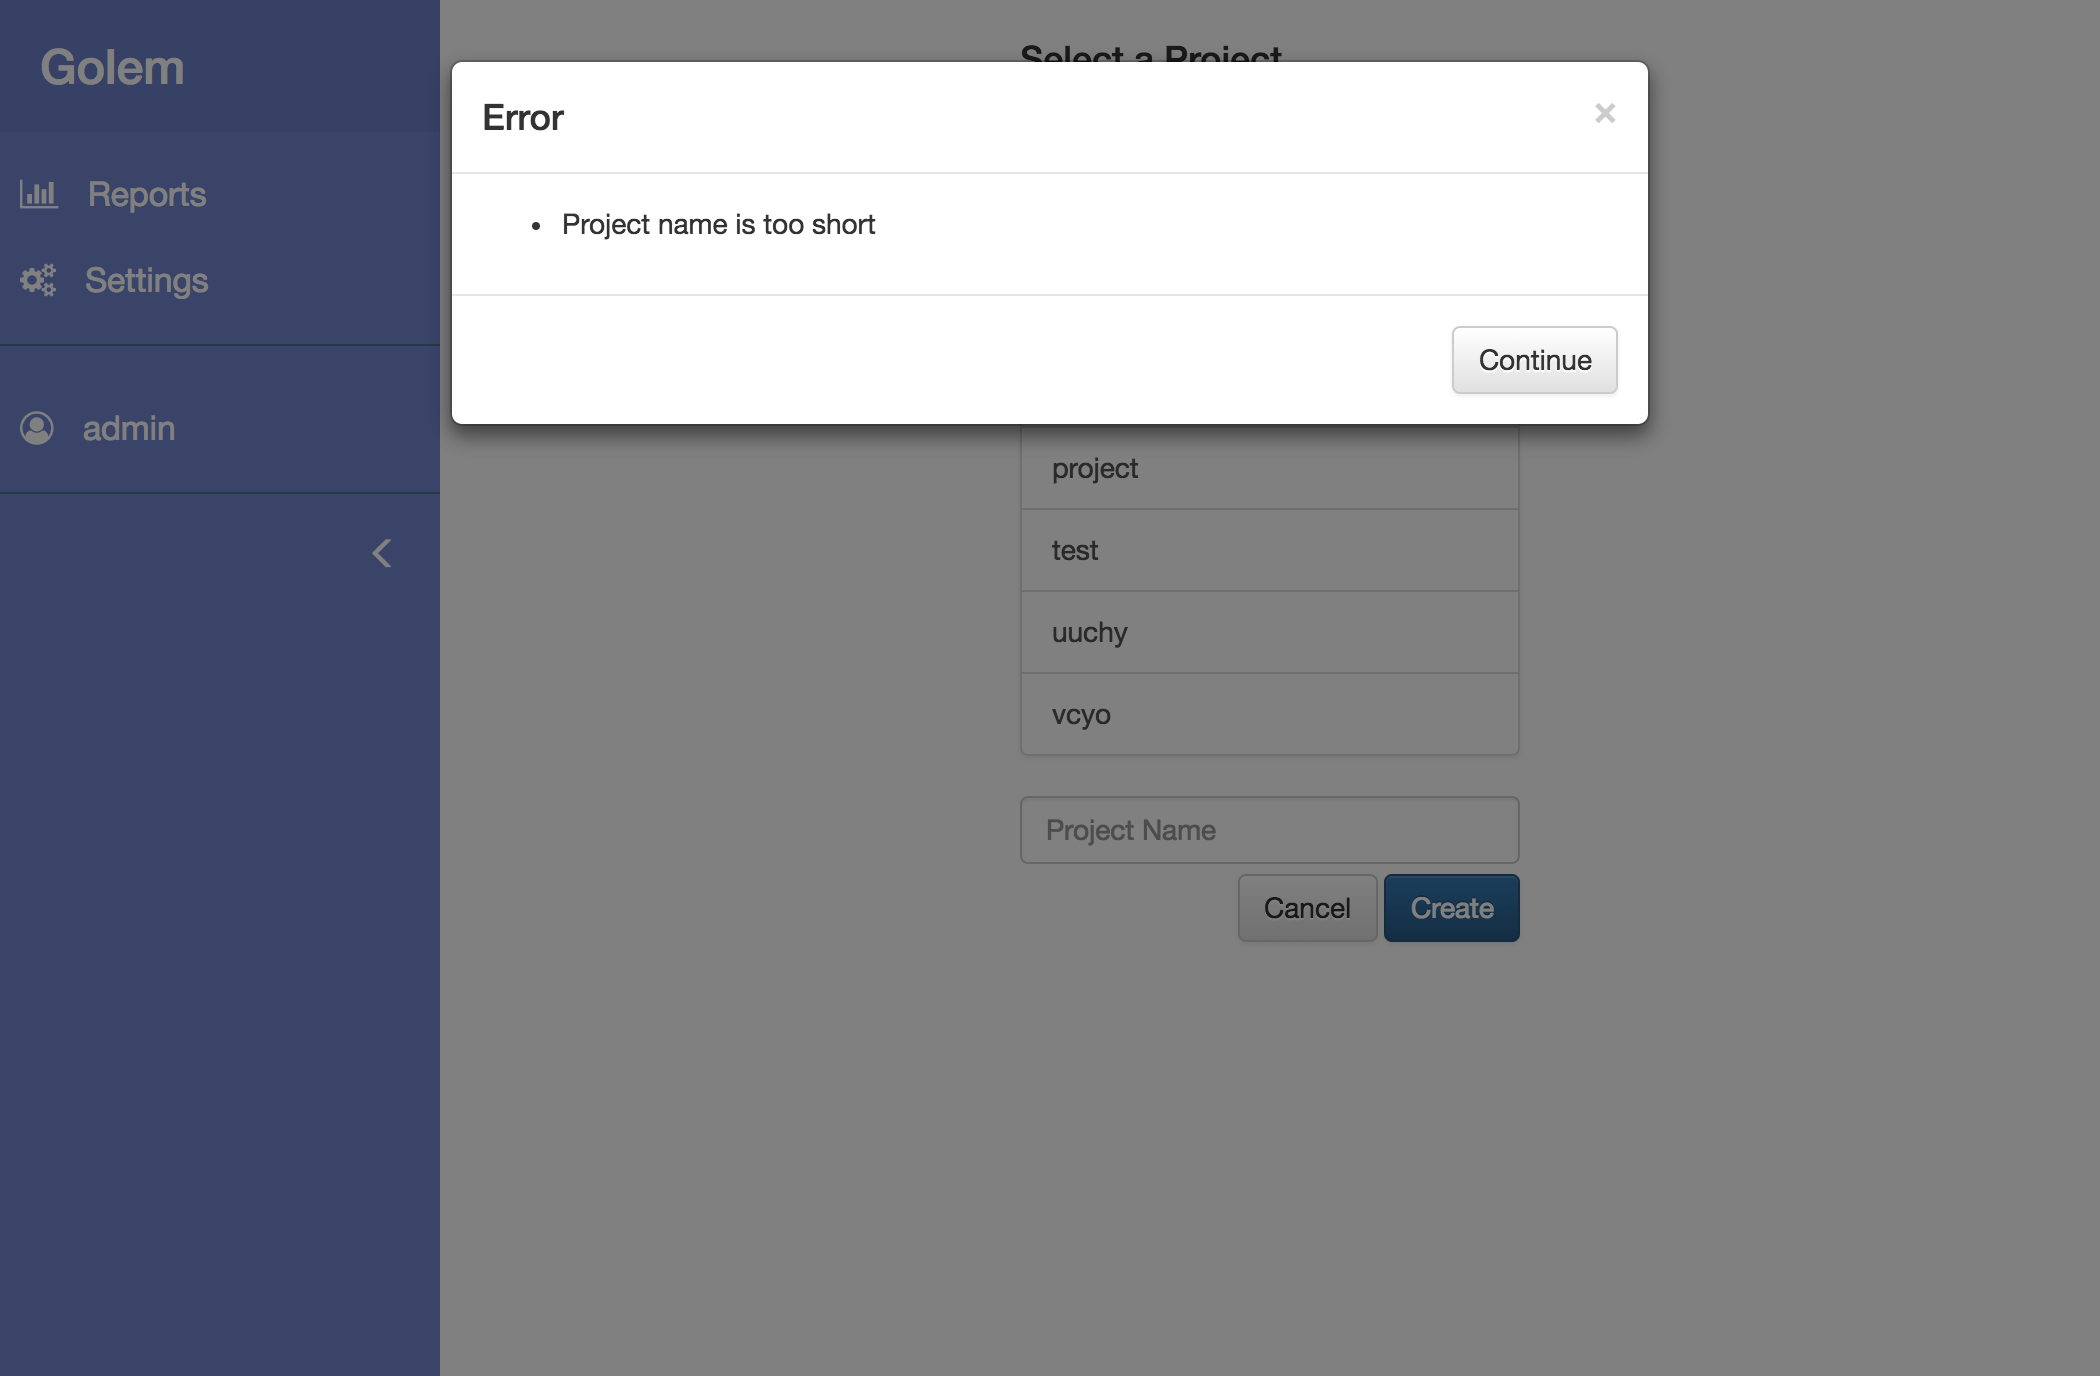 Golem
Reports
Settings
admin
Select a Project
Error
×
Project name is too short
Continue
project
test
uuchy
vcyo
Project Name
Cancel
Create